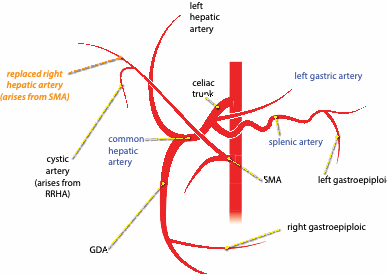 left
hepatic
artery
replaced right
hepatic artery
(arises from SMA)
celiac
trunk
left gastric artery
common
hepatic
artery
splenic artery
cystic
artery
(arises from
RRHA)
SMA
left gastroepiploic
right gastroepiploic
GDA